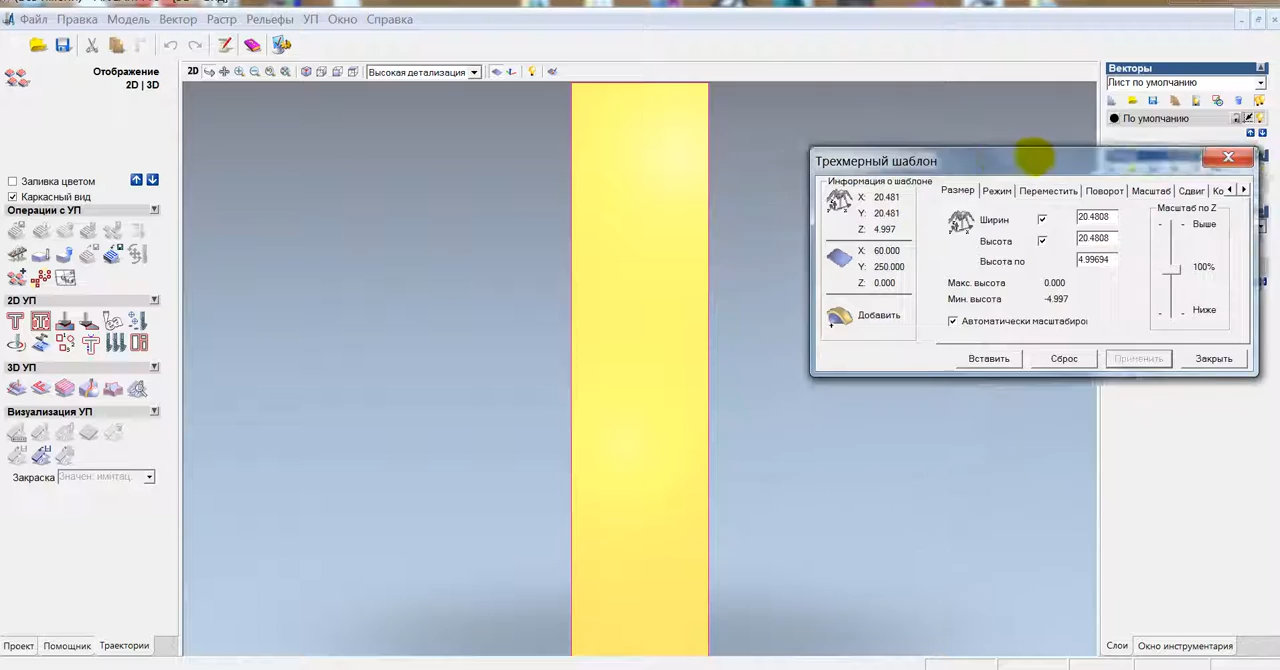 Файл Правка Модель Вектор Растр Рельефы УП Окно Справка
Отображение
2D | 3D
2D
Высокая детализация
Векторы
Лист по умолчанию
По умолчанию
Запивка цветом
Каркасный вид
Операции с УП
2D УП
3D УП
Визуализация УП
Закраска Значен. имитац.
Проект Помощник Траектории
Слои Окно инструментария
Трехмерный шаблон
Информация о шаблоне
X: 20.481
Y: 20.481
Z: 4.997
X: 60.000
Y: 250.000
Z: 0.000
Добавить
Размер Режим Переместить Поворот Масштаб Сдвиг Ко
Ширин 20.4808
Высота 20.4808
Высота по 4.99694
Макс. высота 0.000
Мин. высота -4.997
Автоматически масштабиров
Масштаб по Z
Выше
100%
Ниже
Вставить Сброс Применить Закрыть